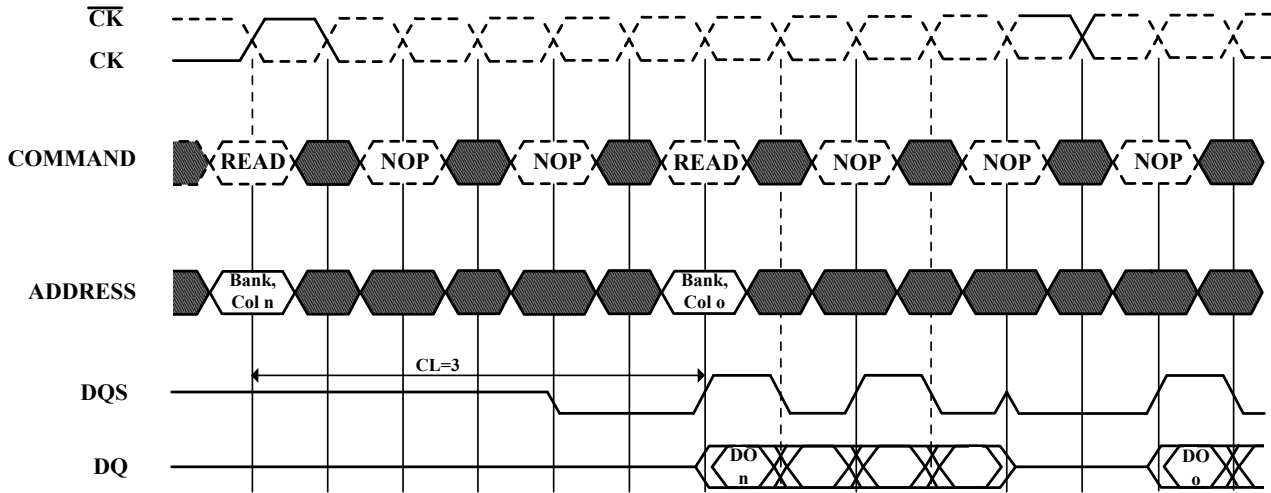 CK
CK
COMMAND
READ NOP NOP READ NOP NOP NOP
ADDRESS
Bank,
Col n
Bank,
Col o
CL=3
DQS
DQ
DO
n
DO
o